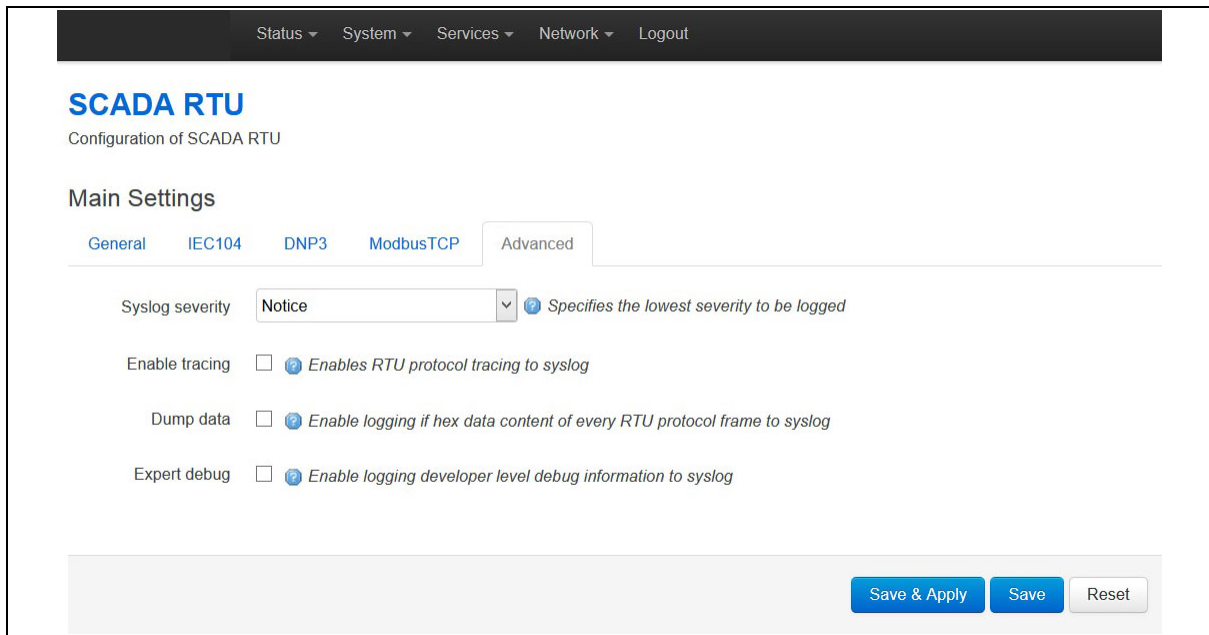 Status System Services Network Logout
SCADA RTU
Configuration of SCADA RTU
Main Settings
General IEC104 DNP3 ModbusTCP Advanced
Syslog severity Notice ? Specifies the lowest severity to be logged
Enable tracing ? Enables RTU protocol tracing to syslog
Dump data ? Enable logging if hex data content of every RTU protocol frame to syslog
Expert debug ? Enable logging developer level debug information to syslog
Save & Apply Save Reset